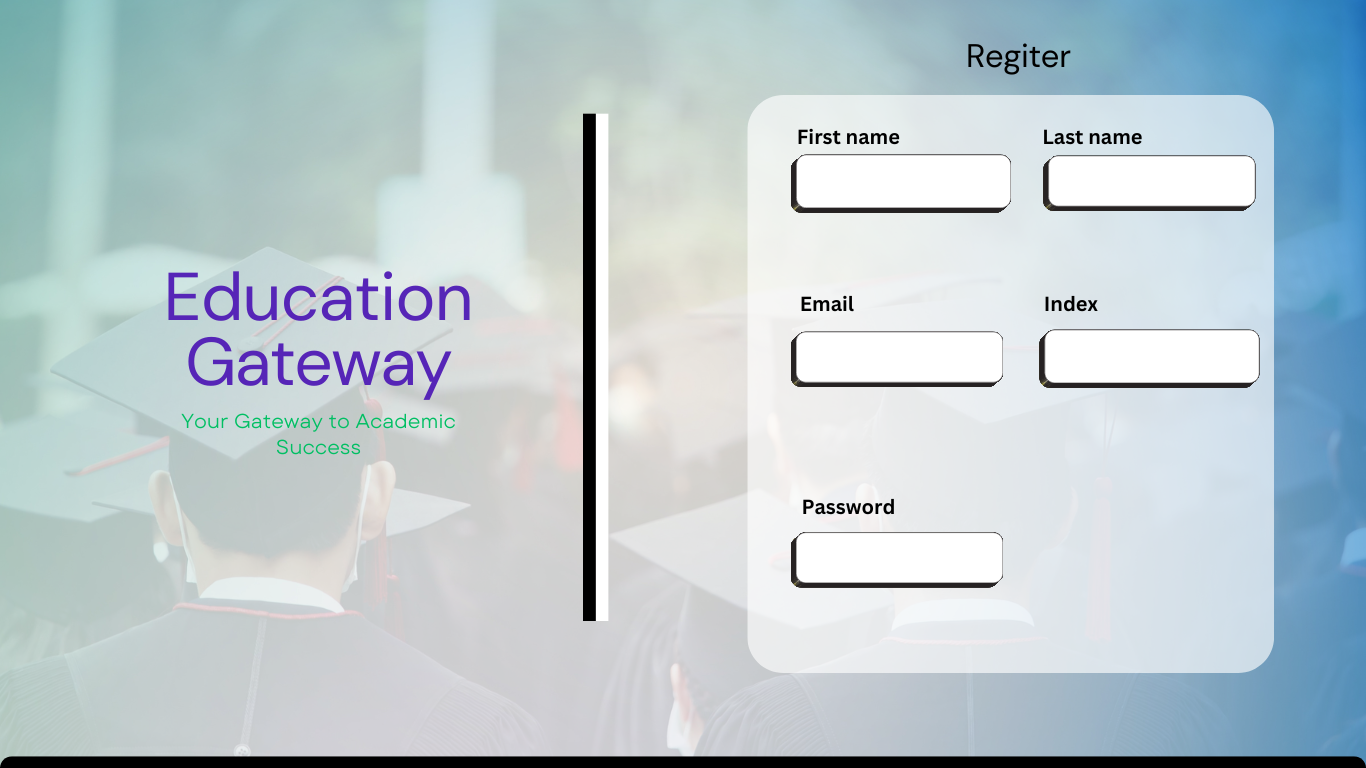 Regiter
First name
Last name
Education
Gateway
Your Gateway to Academic
Success
Email
Index
Password